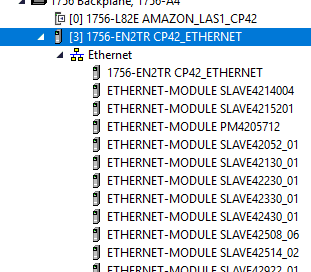 1756 Backplane, 1756-A4
[0] 1756-L82E AMAZON_LAS1_CP42
[3] 1756-EN2TR CP42_ETHERNET
Ethernet
1756-EN2TR CP42_ETHERNET
ETHERNET-MODULE SLAVE4214004
ETHERNET-MODULE SLAVE4215201
ETHERNET-MODULE PM4205712
ETHERNET-MODULE SLAVE42052_01
ETHERNET-MODULE SLAVE42130_01
ETHERNET-MODULE SLAVE42230_01
ETHERNET-MODULE SLAVE42330_01
ETHERNET-MODULE SLAVE42430_01
ETHERNET-MODULE SLAVE42508_06
ETHERNET-MODULE SLAVE42514_02
ETHERNET-MODULE SLAVE42922_01